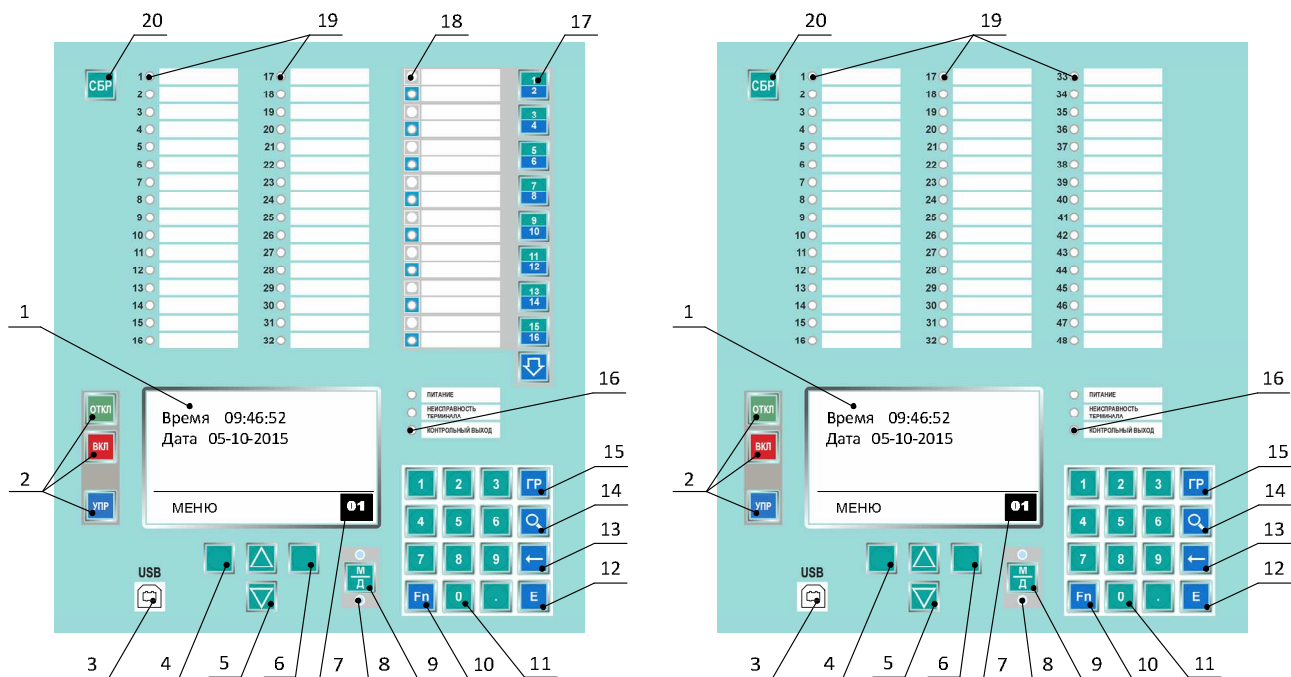 20 19 18 17
СБР
1 17 1
2 18 2
3 19 3
4 20 4
5 21 5
6 22 6
7 23 7
8 24 8
9 25 9
10 26 10
11 27 11
12 28 12
13 29 13
14 30 14
15 31 15
16 32 16
1
ПИТАНИЕ
НЕИСПРАВНОСТЬ
ТЕРМИНАЛА
КОНТРОЛЬНЫЙ ВЫХОД
16
ОТКЛ
ВКЛ
УПР
2
Время 09:46:52
Дата 05-10-2015
МЕНЮ 01
1 2 3 ГР
4 5 6
7 8 9 ←
Fn 0 . E
15
14
13
12
USB
М
Д
3 4 5 6 7 8 9 10 11
20 19
СБР
1 17 33
2 18 34
3 19 35
4 20 36
5 21 37
6 22 38
7 23 39
8 24 40
9 25 41
10 26 42
11 27 43
12 28 44
13 29 45
14 30 46
15 31 47
16 32 48
1
ПИТАНИЕ
НЕИСПРАВНОСТЬ
ТЕРМИНАЛА
КОНТРОЛЬНЫЙ ВЫХОД
16
ОТКЛ
ВКЛ
УПР
2
Время 09:46:52
Дата 05-10-2015
МЕНЮ 01
1 2 3 ГР
4 5 6
7 8 9 ←
Fn 0 . E
15
14
13
12
USB
М
Д
3 4 5 6 7 8 9 10 11